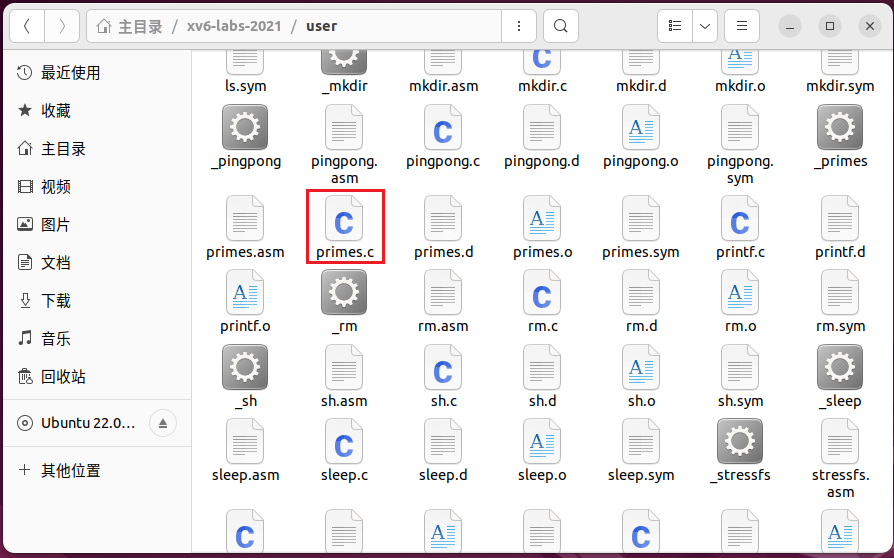 主目录 / xv6-labs-2021 / user
最近使用
收藏
主目录
视频
图片
文档
下载
音乐
回收站
Ubuntu 22.0…
其他位置
ls.sym _mkdir mkdir.asm mkdir.c mkdir.d mkdir.o mkdir.sym
_pingpong pingpong.asm pingpong.c pingpong.d pingpong.o pingpong.sym _primes
primes.asm primes.c primes.d primes.o primes.sym printf.c printf.d
printf.o _rm rm.asm rm.c rm.d rm.o rm.sym
_sh sh.asm sh.c sh.d sh.o sh.sym _sleep
sleep.asm sleep.c sleep.d sleep.o sleep.sym _stressfs stressfs.asm